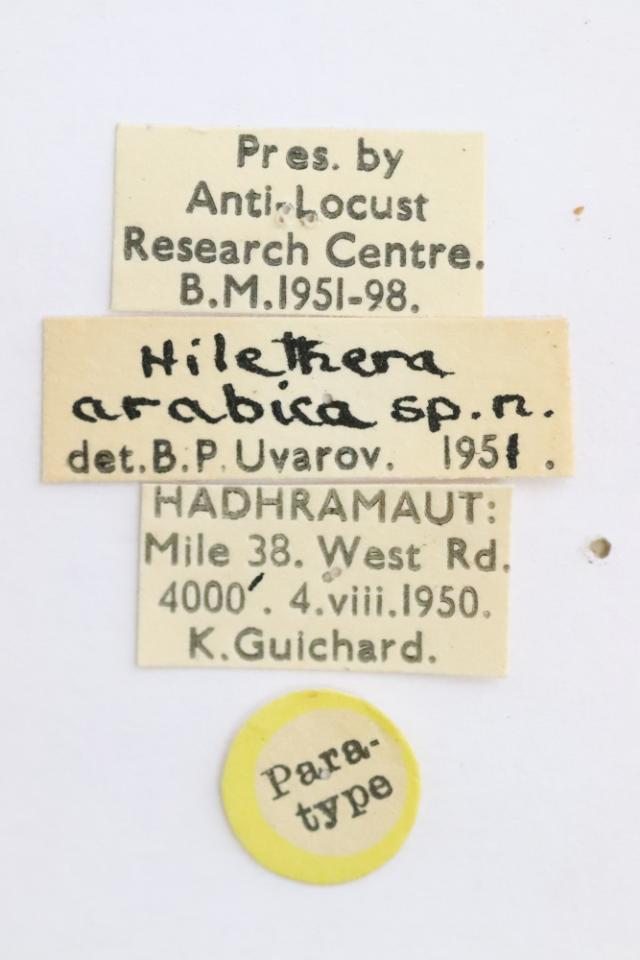 Pres. by
Anti-Locust
Research Centre.
B.M.1951-98.
Hilethera
arabica sp.n.
det.B.P.Uvarov. 1951.
HADHRAMAUT:
Mile 38. West Rd.
4000'. 4.viii.1950.
K.Guichard.
Para-
type